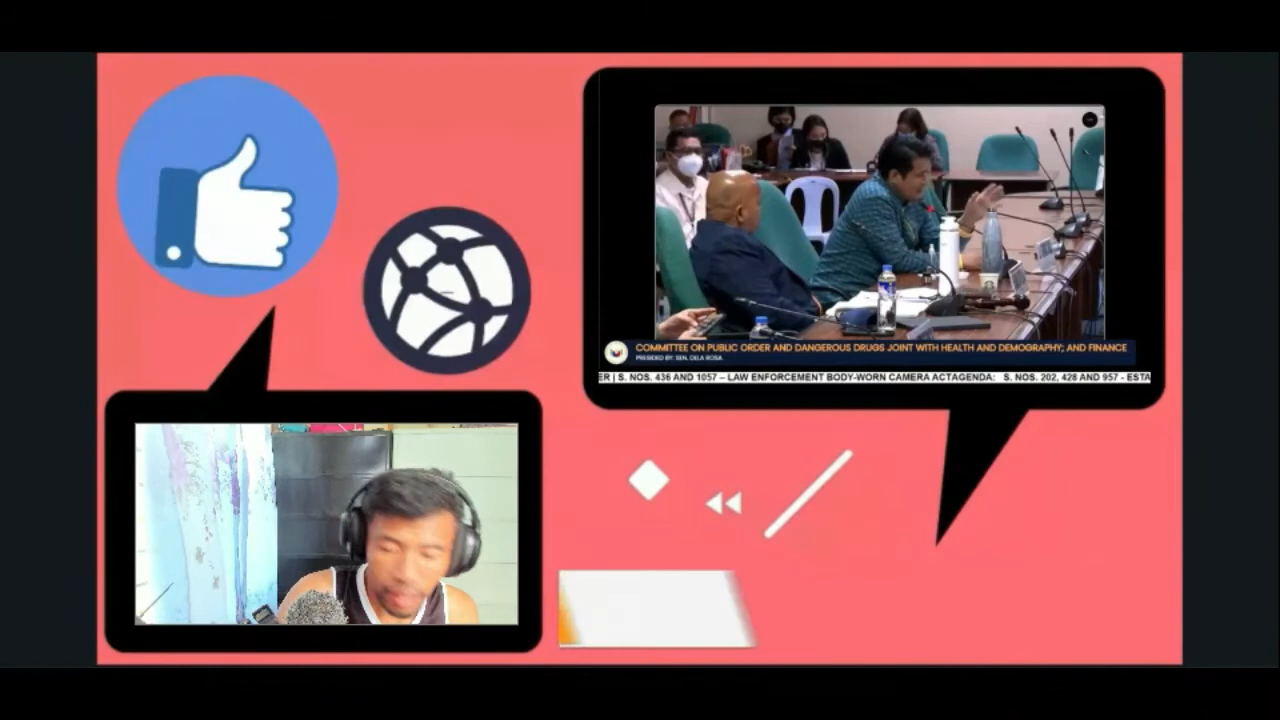 COMMITTEE ON PUBLIC ORDER AND DANGEROUS DRUGS JOINT WITH HEALTH AND DEMOGRAPHY; AND FINANCE
PRESIDED BY: SEN. DELA ROSA
ER | S. NOS. 436 AND 1057 – LAW ENFORCEMENT BODY-WORN CAMERA ACTAGENDA: S. NOS. 202, 428 AND 957 - ESTA